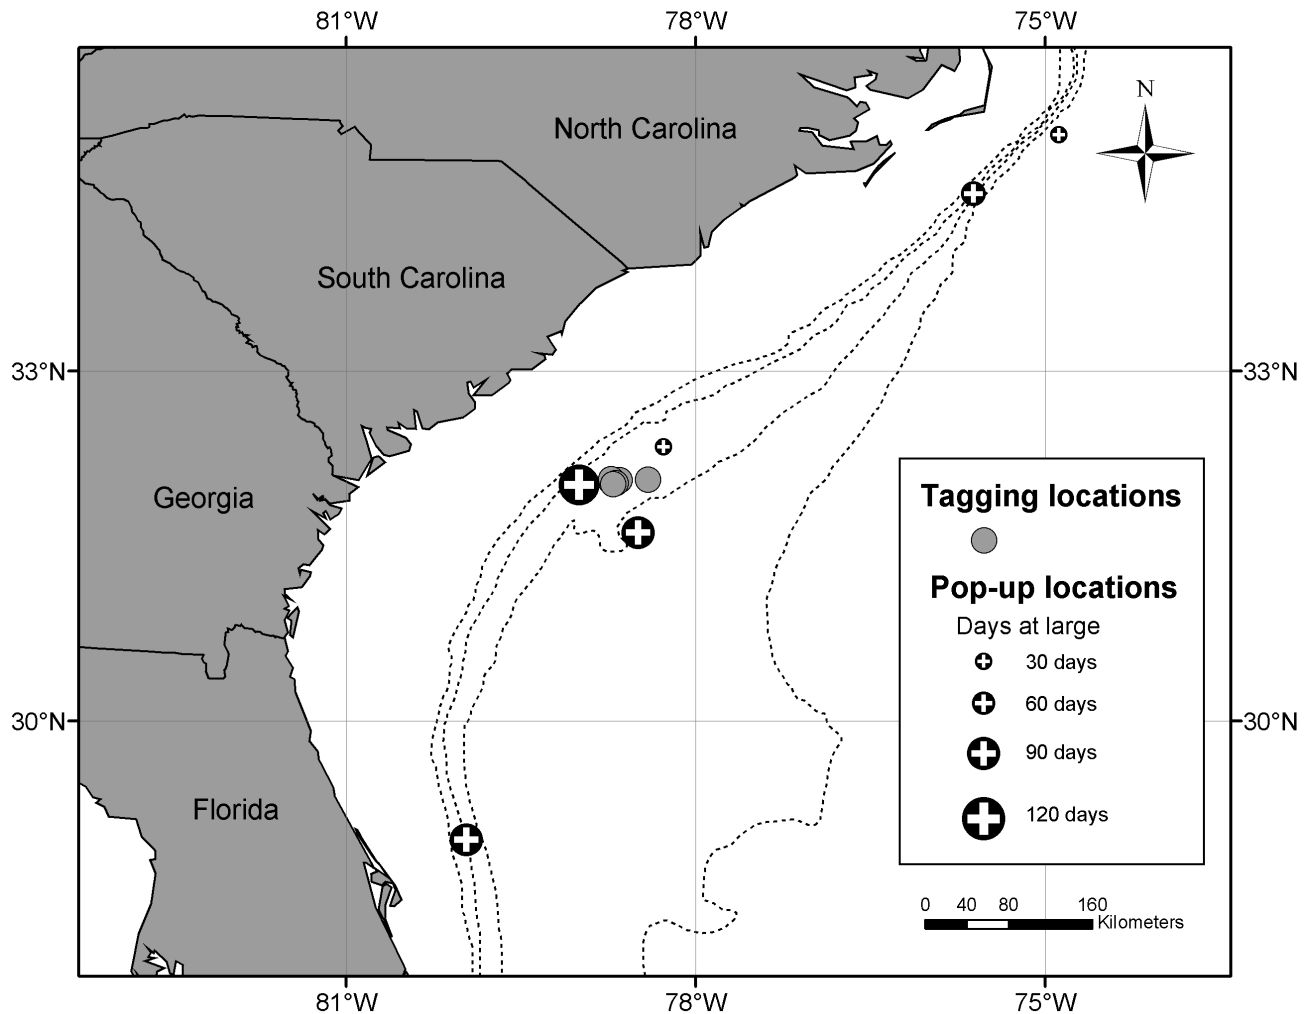 81°W 78°W 75°W
N
North Carolina
South Carolina
33°N 33°N
Georgia
Tagging locations
Pop-up locations
Days at large
30 days
60 days
30°N 30°N
90 days
Florida
120 days
0 40 80 160
Kilometers
81°W 78°W 75°W